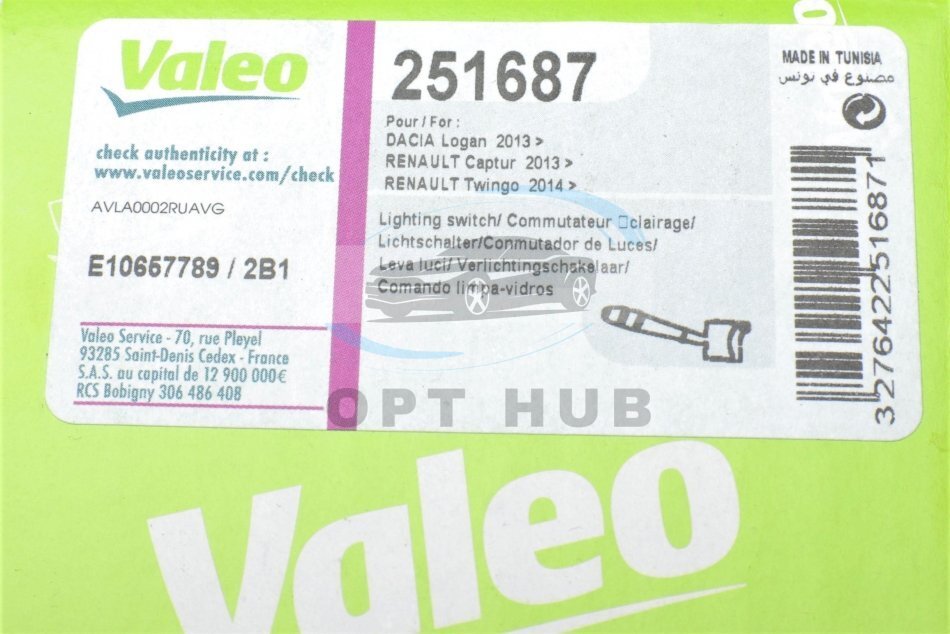 Valeo
check authenticity at :
www.valeoservice.com/check
AVLA0002RUAVG
E10657789 / 2B1
Valeo Service - 70, rue Pleyel
93285 Saint-Denis Cedex - France
S.A.S. au capital de 12 900 000€
RCS Bobigny 306 486 408
251687
Pour / For :
DACIA Logan 2013 >
RENAULT Captur 2013 >
RENAULT Twingo 2014 >
Lighting switch/ Commutateur □clairage/
Lichtschalter/Conmutador de Luces/
Leva luci/ Verlichtingschakelaar/
Comando limpa-vidros
MADE IN TUNISIA
مصنوع في تونس
3276422516871
OPT HUB
Valeo